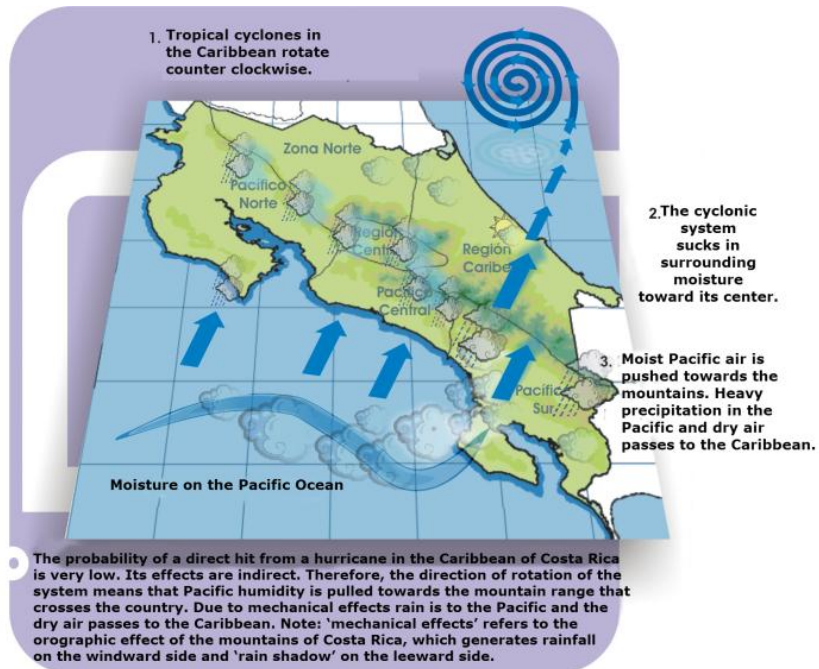 1. Tropical cyclones in
the Caribbean rotate
counter clockwise.
Zona Norte
Pacífico
Norte
Región
Central
Región
Caribe
Pacífico
Central
Pacífico
Sur
2.The cyclonic
system
sucks in
surrounding
moisture
toward its center.
3. Moist Pacific air is
pushed towards the
mountains. Heavy
precipitation in the
Pacific and dry air
passes to the Caribbean.
Moisture on the Pacific Ocean
The probability of a direct hit from a hurricane in the Caribbean of Costa Rica
is very low. Its effects are indirect. Therefore, the direction of rotation of the
system means that Pacific humidity is pulled towards the mountain range that
crosses the country. Due to mechanical effects rain is to the Pacific and the
dry air passes to the Caribbean. Note: ‘mechanical effects’ refers to the
orographic effect of the mountains of Costa Rica, which generates rainfall
on the windward side and ‘rain shadow’ on the leeward side.